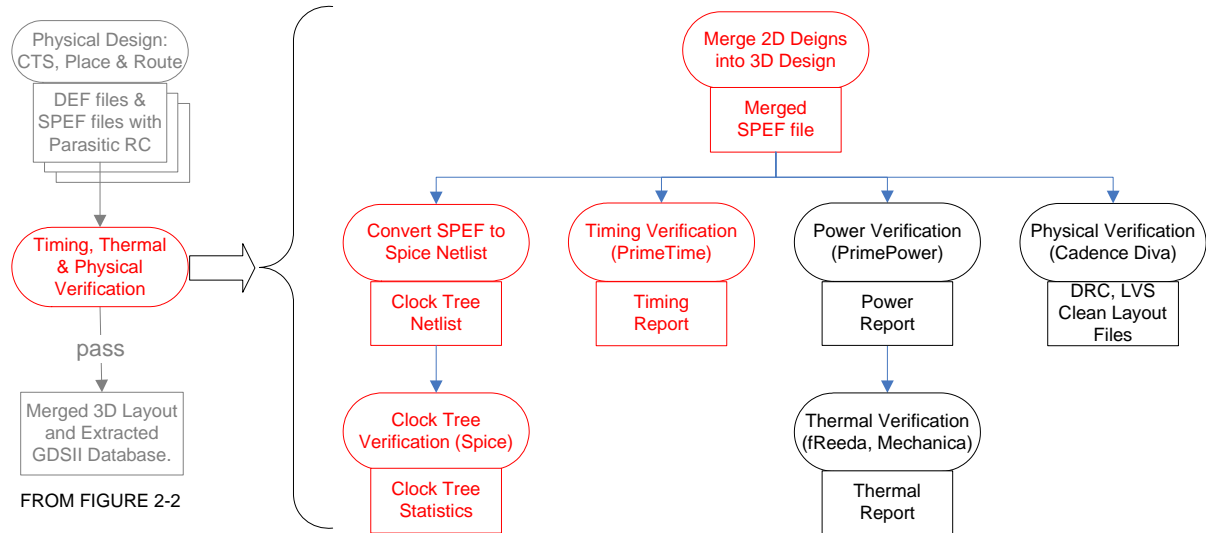 Physical Design:
CTS, Place & Route
DEF files &
SPEF files with
Parasitic RC
Timing, Thermal
& Physical
Verification
pass
Merged 3D Layout
and Extracted
GDSII Database.
FROM FIGURE 2-2
Merge 2D Deigns
into 3D Design
Merged
SPEF file
Convert SPEF to
Spice Netlist
Clock Tree
Netlist
Clock Tree
Verification (Spice)
Clock Tree
Statistics
Timing Verification
(PrimeTime)
Timing
Report
Power Verification
(PrimePower)
Power
Report
Thermal Verification
(fReeda, Mechanica)
Thermal
Report
Physical Verification
(Cadence Diva)
DRC, LVS
Clean Layout
Files